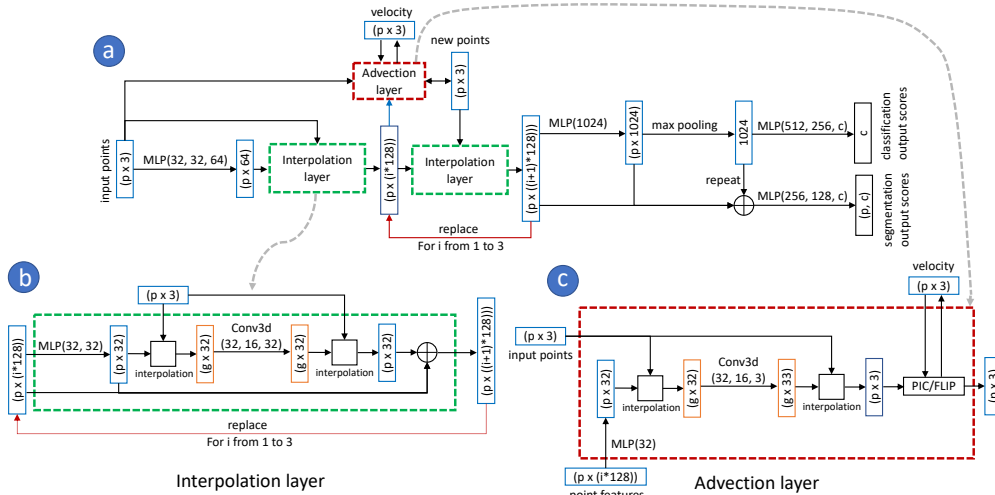 a
velocity
(p x 3)
new points
(p x 3)
Advection
layer
input points
(p x 3)
MLP(32, 32, 64)
(p x 64)
Interpolation
layer
(p x (i*128))
Interpolation
layer
(p x ((i+1)*128)))
replace
For i from 1 to 3
MLP(1024)
(p x 1024)
max pooling
1024
MLP(512, 256, c)
c
classification
output scores
repeat
MLP(256, 128, c)
(p, c)
segmentation
output scores
b
(p x 3)
(p x (i*128))
MLP(32, 32)
(p x 32)
interpolation
(g x 32)
Conv3d
(32, 16, 32)
(g x 32)
interpolation
(p x 32)
(p x ((i+1)*128)))
replace
For i from 1 to 3
Interpolation layer
c
velocity
(p x 3)
(p x 3)
input points
(p x 32)
interpolation
(g x 32)
Conv3d
(32, 16, 3)
(g x 33)
interpolation
(p x 3)
PIC/FLIP
(p x 3)
MLP(32)
(p x (i*128))
point features
Advection layer